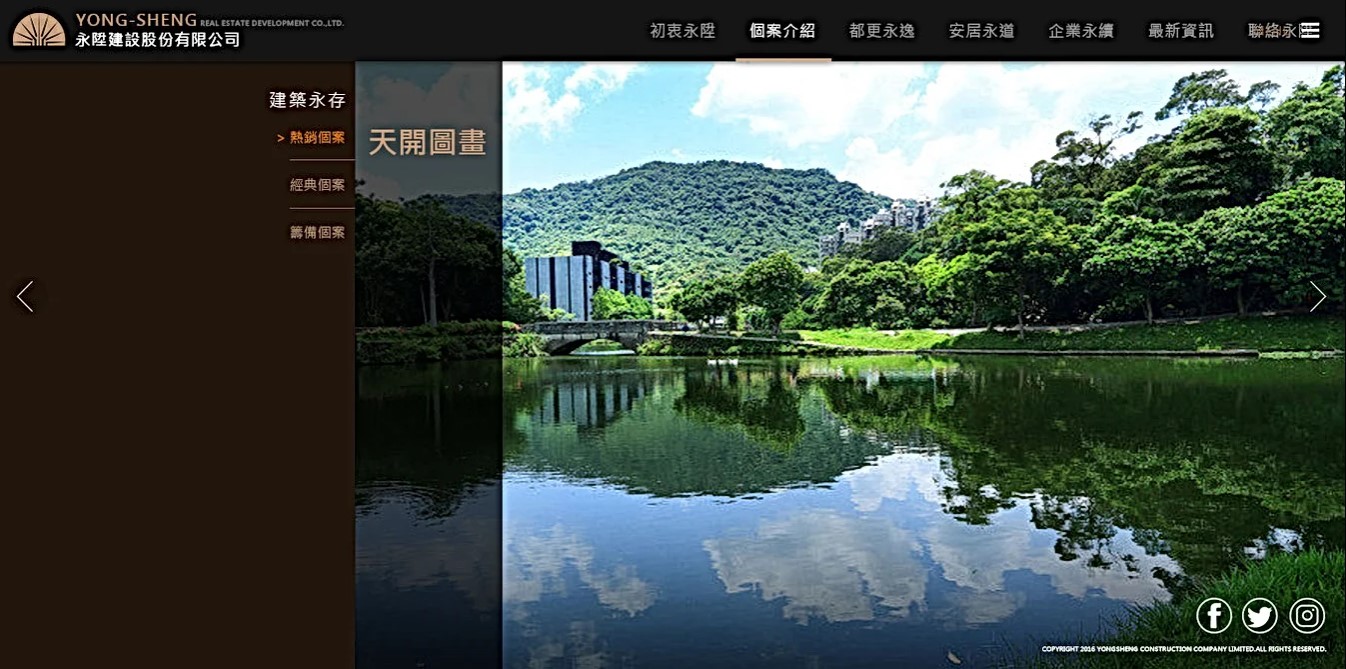 YONG-SHENG REAL ESTATE DEVELOPMENT CO.,LTD.
永陞建設股份有限公司
初衷永陞 個案介紹 都更永逸 安居永道 企業永續 最新資訊 聯絡永
建築永存
> 熱銷個案
經典個案
籌備個案
天開圖畫
COPYRIGHT 2016 YONGSHENG CONSTRUCTION COMPANY LIMITED.ALL RIGHTS RESERVED.